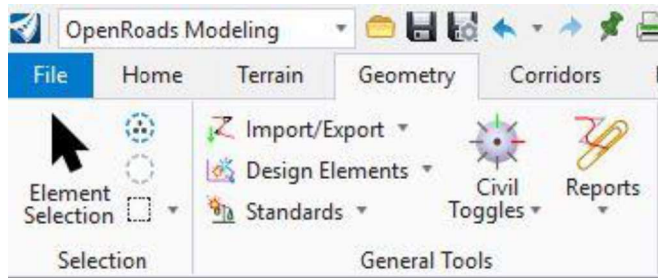 OpenRoads Modeling
File Home Terrain Geometry Corridors
Import/Export
Design Elements
Standards
Element
Selection
Civil
Toggles
Reports
Selection
General Tools